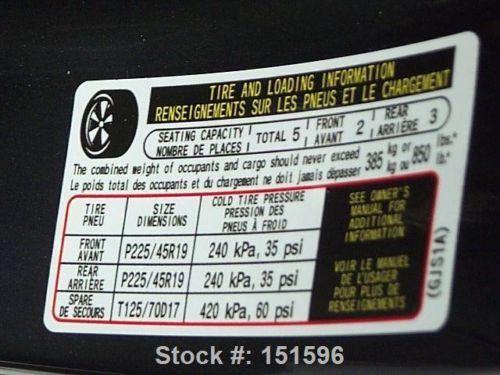 TIRE AND LOADING INFORMATION
RENSEIGNEMENTS SUR LES PNEUS ET LE CHARGEMENT
SEATING CAPACITY
NOMBRE DE PLACES
TOTAL 5
FRONT
AVANT
2
REAR
ARRIÈRE
3
The combined weight of occupants and cargo should never exceed 385 kg or 850 lbs.
Le poids total des occupants et du chargement ne doit jamais dépasser 385 kg ou 850 lb.
TIRE
PNEU
SIZE
DIMENSIONS
COLD TIRE PRESSURE
PRESSION DES
PNEUS À FROID
SEE OWNER'S
MANUAL FOR
ADDITIONAL
INFORMATION
FRONT
AVANT
P225/45R19
240 kPa, 35 psi
REAR
ARRIÈRE
P225/45R19
240 kPa, 35 psi
SPARE
DE SECOURS
T125/70D17
420 kPa, 60 psi
VOIR LE MANUEL
DE L'USAGER
POUR PLUS DE
RENSEIGNEMENTS
(GJS1A)
Stock #: 151596